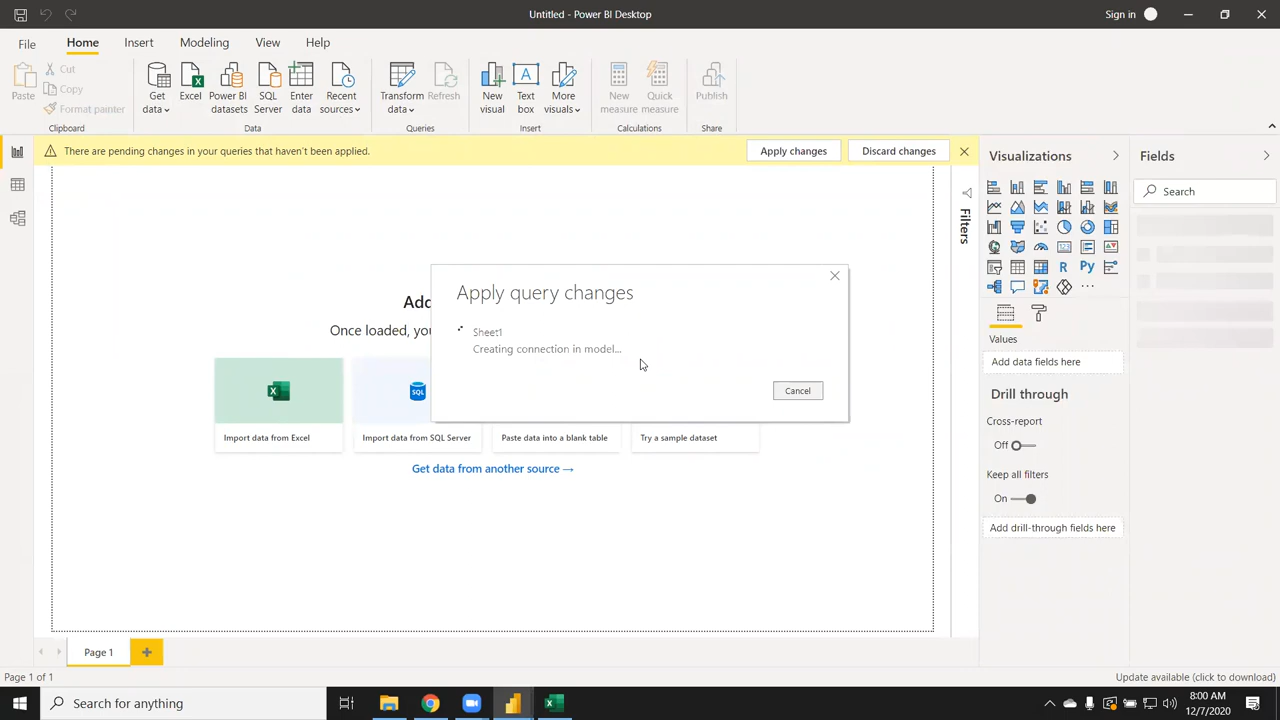 Untitled - Power BI Desktop
Sign in
File
Home
Insert
Modeling
View
Help
Paste
Cut
Copy
Format painter
Clipboard
Get data
Excel
Power BI datasets
SQL Server
Enter data
Recent sources
Data
Transform data
Refresh
Queries
New visual
A
Text box
More visuals
Insert
New measure
Quick measure
Calculations
Publish
Share
There are pending changes in your queries that haven't been applied.
Apply changes
Discard changes
Filters
Visualizations
Fields
Search
R
Py
Values
Add data fields here
Drill through
Cross-report
Off
Keep all filters
On
Add drill-through fields here
Add
Once loaded, you
Apply query changes
Sheet1
Creating connection in model...
Cancel
SQL
Import data from Excel
Import data from SQL Server
Paste data into a blank table
Try a sample dataset
Get data from another source →
Page 1
Page 1 of 1
Update available (click to download)
Search for anything
8:00 AM
12/7/2020